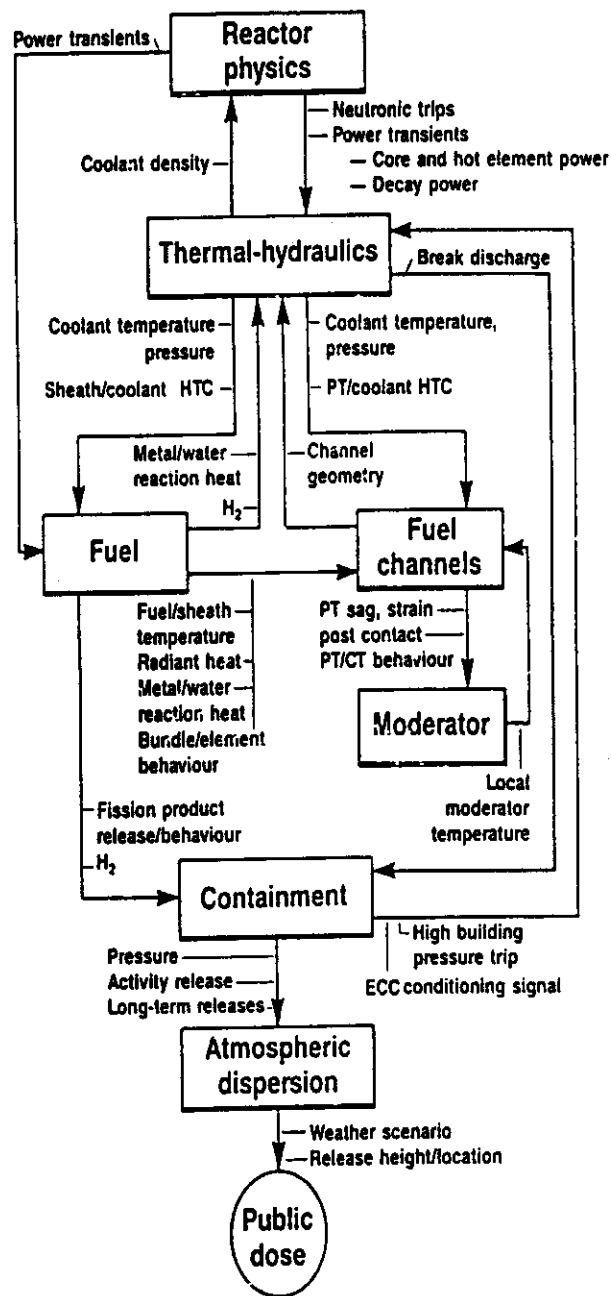 Power transients
Reactor
physics
Neutronic trips
Power transients
Core and hot element power
Decay power
Coolant density
Thermal-hydraulics
Break discharge
Coolant temperature
pressure
Sheath/coolant HTC
Coolant temperature,
pressure
PT/coolant HTC
Metal/water
reaction heat
H₂
Channel
geometry
Fuel
Fuel
channels
Fuel/sheath
temperature
Radiant heat
Metal/water
reaction heat
Bundle/element
behaviour
PT sag, strain
post contact
PT/CT behaviour
Moderator
Local
moderator
temperature
Fission product
release/behaviour
H₂
Containment
High building
pressure trip
ECC conditioning signal
Pressure
Activity release
Long-term releases
Atmospheric
dispersion
Weather scenario
Release height/location
Public
dose